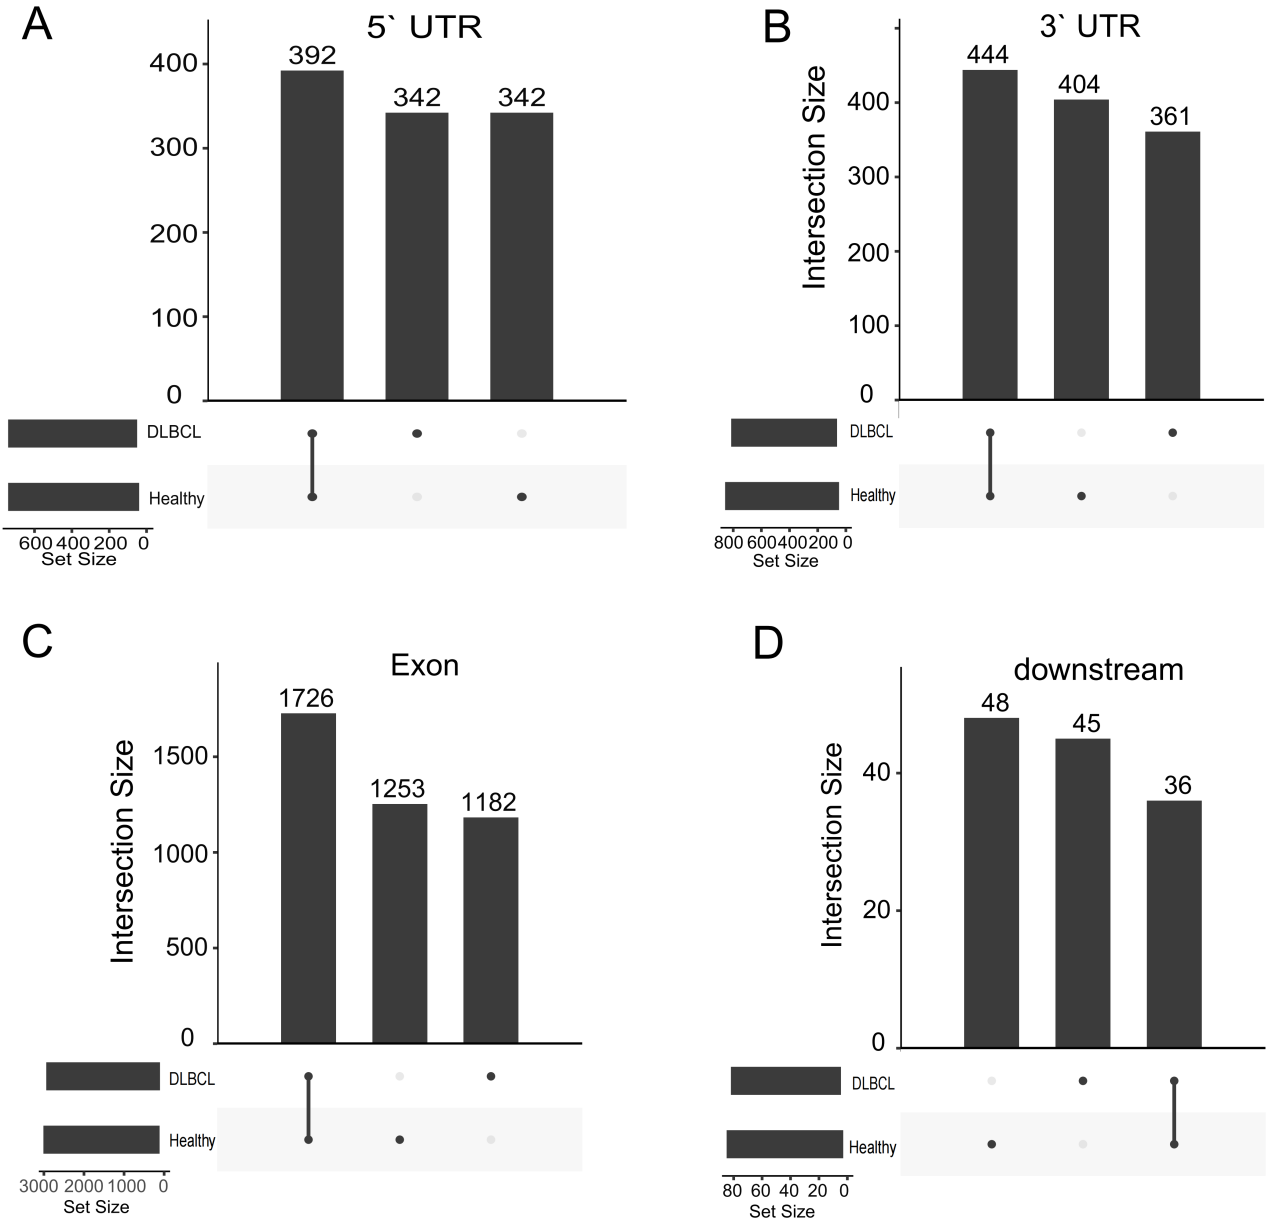 A
5` UTR
392
342
342
400
300
200
100
0
DLBCL
Healthy
600 400 200 0
Set Size
B
3` UTR
Intersection Size
444
404
361
400
300
200
100
0
DLBCL
Healthy
800 600 400 200 0
Set Size
C
Exon
Intersection Size
1726
1253
1182
1500
1000
500
0
DLBCL
Healthy
3000 2000 1000 0
Set Size
D
downstream
Intersection Size
48
45
36
40
20
0
DLBCL
Healthy
80 60 40 20 0
Set Size